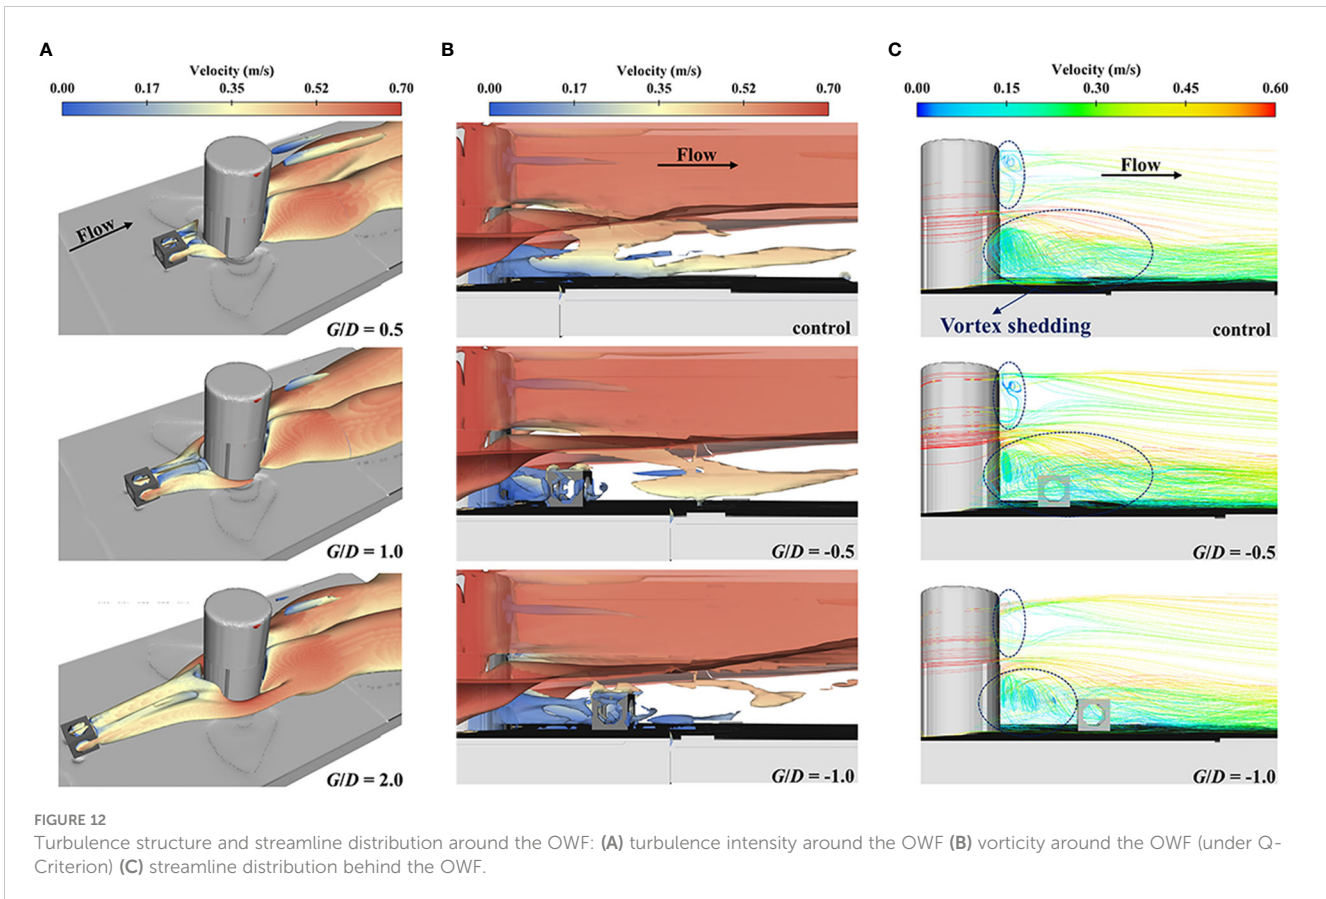 A
Velocity (m/s)
0.00 0.17 0.35 0.52 0.70
Flow
G/D = 0.5
G/D = 1.0
G/D = 2.0
B
Velocity (m/s)
0.00 0.17 0.35 0.52 0.70
Flow
control
G/D = -0.5
G/D = -1.0
C
Velocity (m/s)
0.00 0.15 0.30 0.45 0.60
Flow
Vortex shedding
control
G/D = -0.5
G/D = -1.0
FIGURE 12
Turbulence structure and streamline distribution around the OWF: (A) turbulence intensity around the OWF (B) vorticity around the OWF (under Q-
Criterion) (C) streamline distribution behind the OWF.